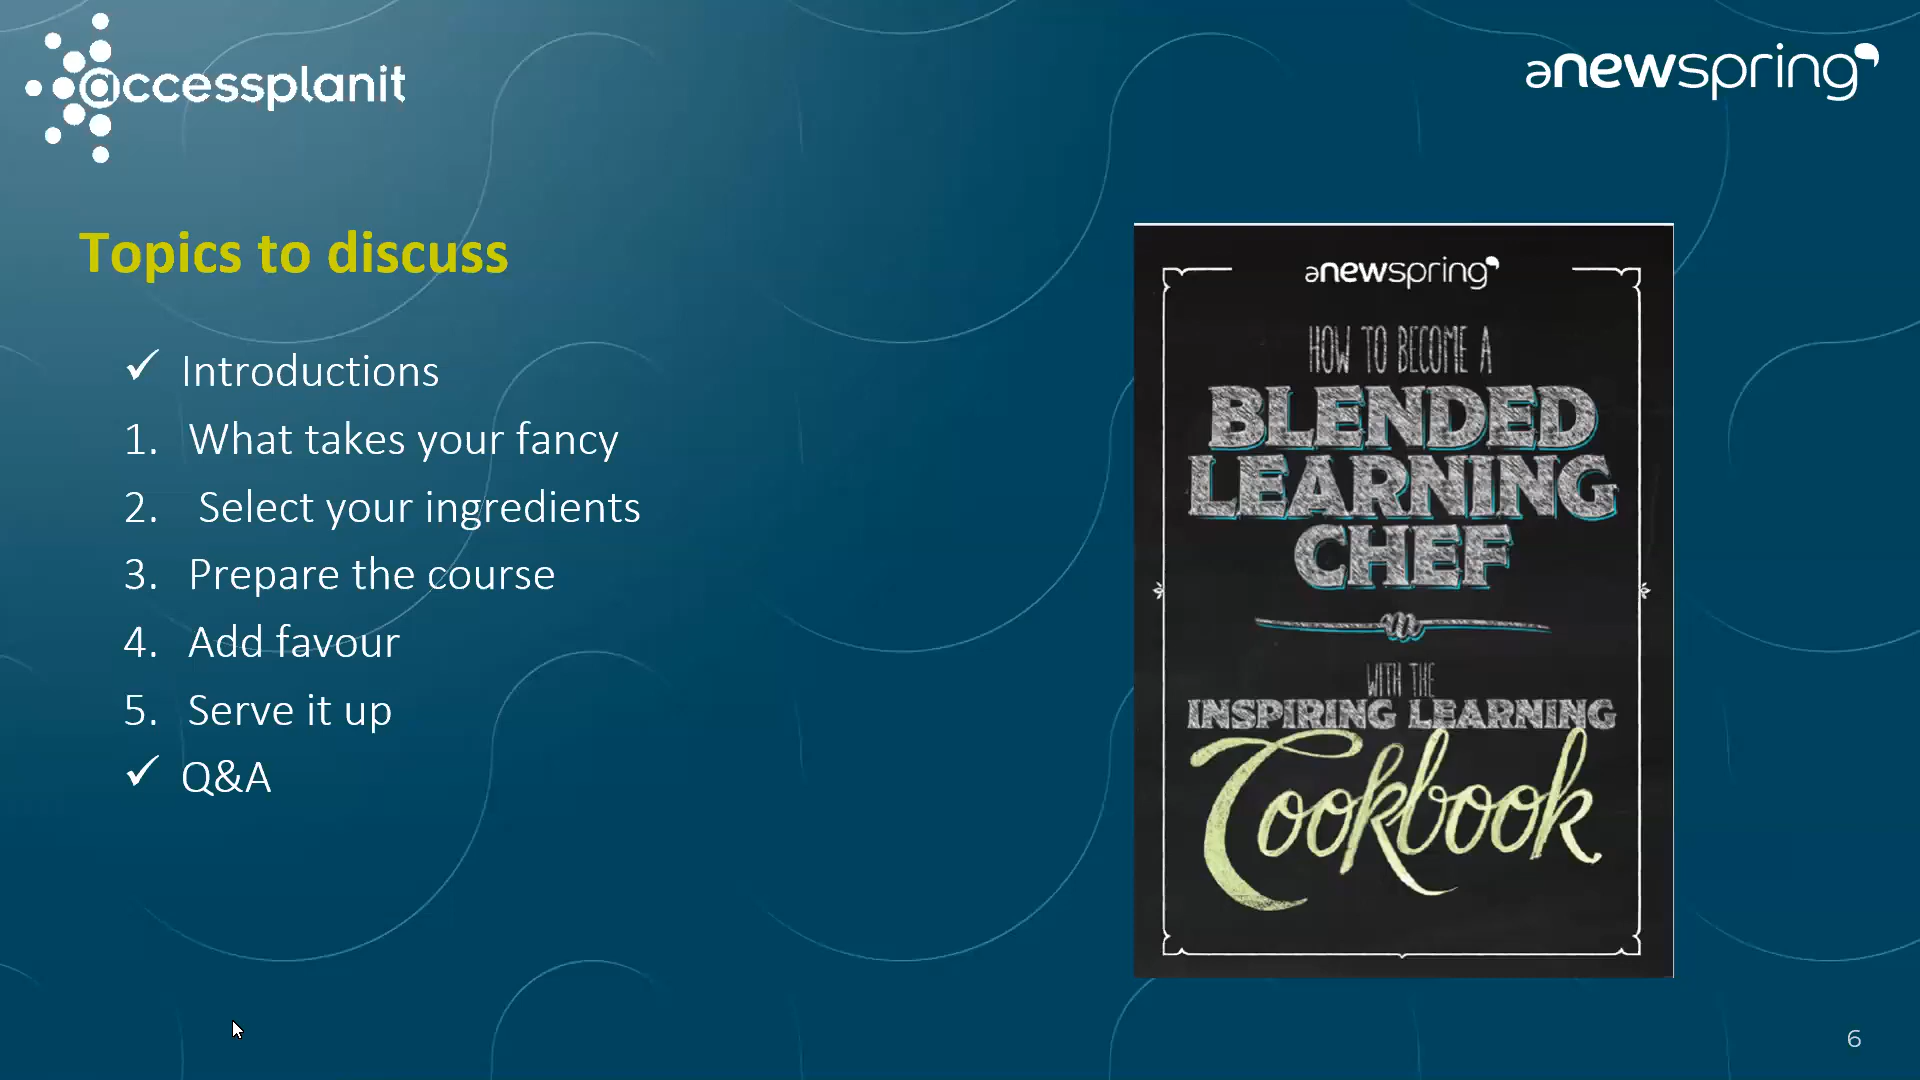 accessplanit
anewspring
Topics to discuss
✓ Introductions
1. What takes your fancy
2. Select your ingredients
3. Prepare the course
4. Add favour
5. Serve it up
✓ Q&A
anewspring
HOW TO BECOME A
BLENDED
LEARNING
CHEF
WITH THE
INSPIRING LEARNING
Cookbook
6